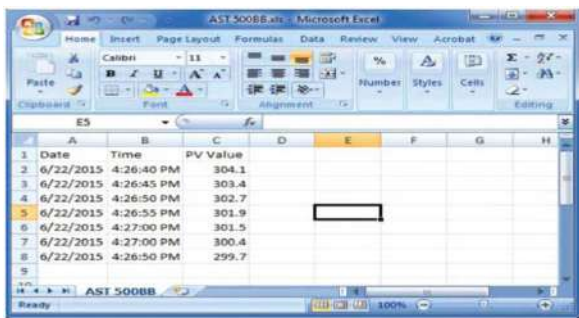 AST 500BB.xls - Microsoft Excel
Home Insert Page Layout Formulas Data Review View Acrobat
Calibri 11
Paste B I U A A % Number Styles Cells Σ
A A
Clipboard Font Alignment Editing
E5 fx
A B C D E F G H
1 Date Time PV Value
2 6/22/2015 4:26:40 PM 304.1
3 6/22/2015 4:26:45 PM 303.4
4 6/22/2015 4:26:50 PM 302.7
5 6/22/2015 4:26:55 PM 301.9
6 6/22/2015 4:27:00 PM 301.5
7 6/22/2015 4:27:00 PM 300.4
8 6/22/2015 4:26:50 PM 299.7
9
10
AST 500BB
Ready 100%